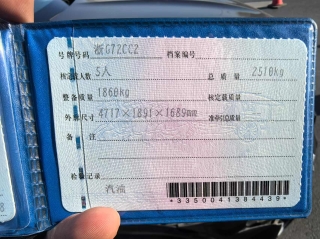 号牌号码 浙G72CC2 档案编号
核定载人数 5人 总质量 2510kg
整备质量 1860kg 核定载质量
外廓尺寸 4717×1891×1689mm 准牵引总质量
备注
检验记录
汽油
*3350041384439*